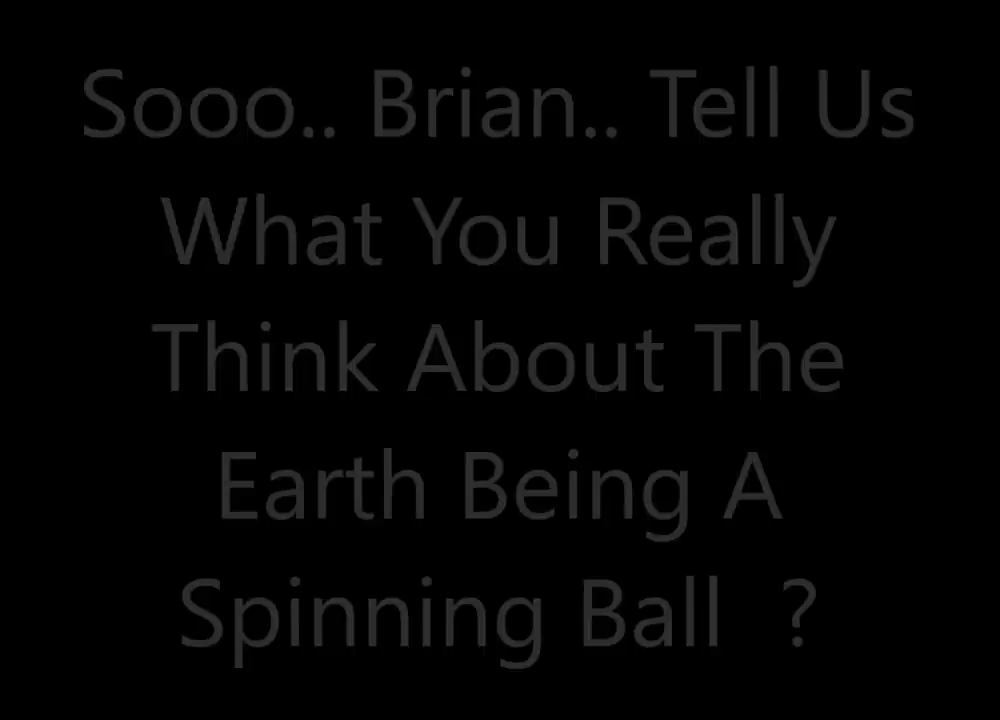 Sooo.. Brian.. Tell Us
What You Really
Think About The
Earth Being A
Spinning Ball  ?